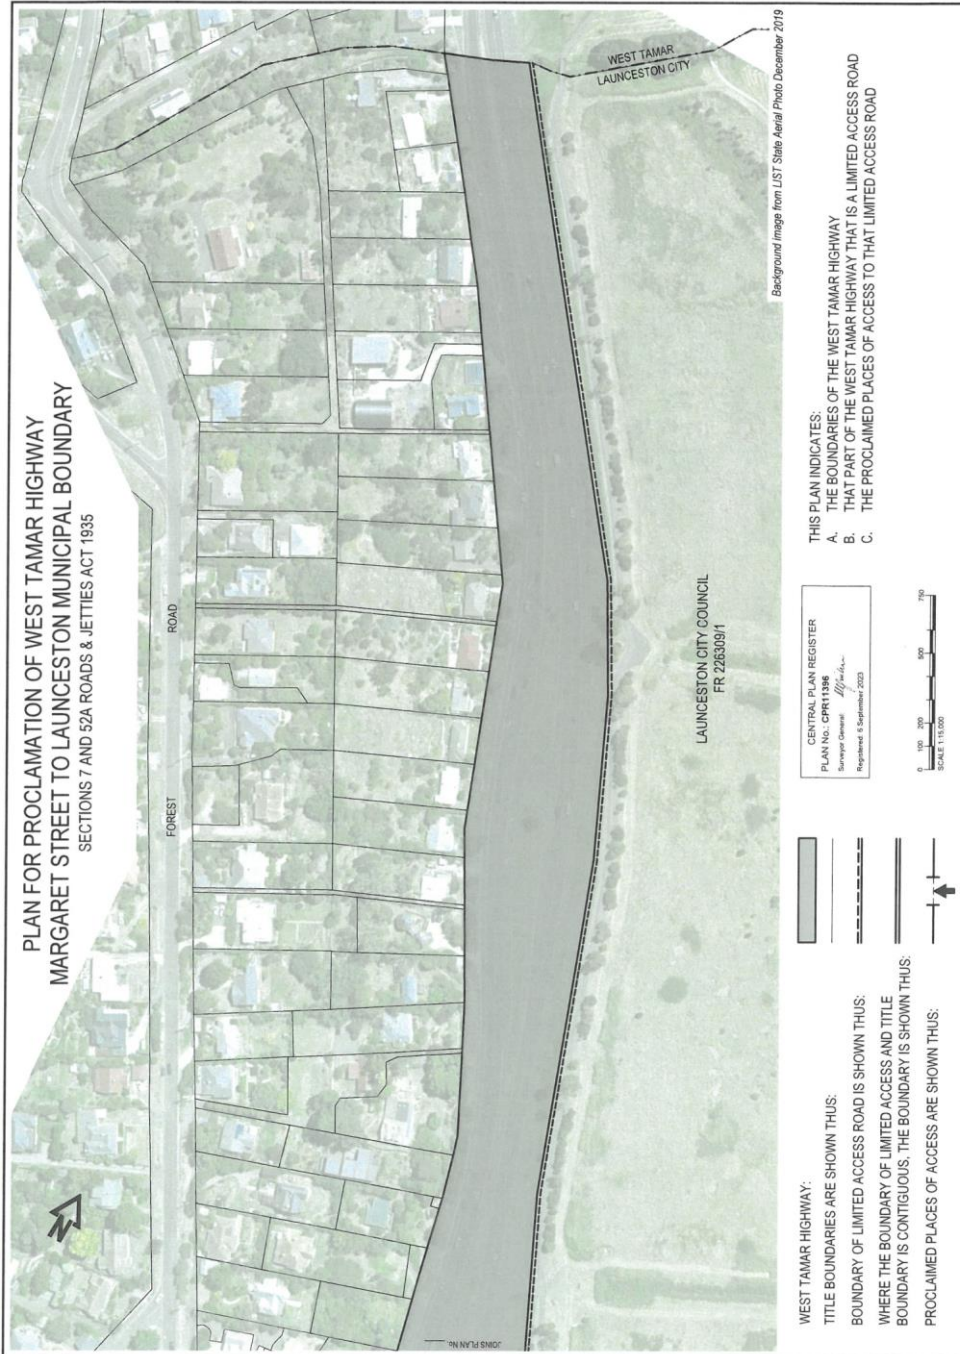 PLAN FOR PROCLAMATION OF WEST TAMAR HIGHWAY
MARGARET STREET TO LAUNCESTON MUNICIPAL BOUNDARY
SECTIONS 7 AND 52A ROADS & JETTIES ACT 1935
FOREST ROAD
WEST TAMAR
LAUNCESTON CITY
Background image from LIST State Aerial Photo December 2019
N
JOINS PLAN No. ____
LAUNCESTON CITY COUNCIL
FR 226309/1
WEST TAMAR HIGHWAY:
TITLE BOUNDARIES ARE SHOWN THUS:
BOUNDARY OF LIMITED ACCESS ROAD IS SHOWN THUS:
WHERE THE BOUNDARY OF LIMITED ACCESS AND TITLE
BOUNDARY IS CONTIGUOUS, THE BOUNDARY IS SHOWN THUS:
PROCLAIMED PLACES OF ACCESS ARE SHOWN THUS:
CENTRAL PLAN REGISTER
PLAN No.: CPR11396
Surveyor General
Registered: 5 September 2023
0 100 200 500 750
SCALE 1:15,000
THIS PLAN INDICATES:
A. THE BOUNDARIES OF THE WEST TAMAR HIGHWAY
B. THAT PART OF THE WEST TAMAR HIGHWAY THAT IS A LIMITED ACCESS ROAD
C. THE PROCLAIMED PLACES OF ACCESS TO THAT LIMITED ACCESS ROAD